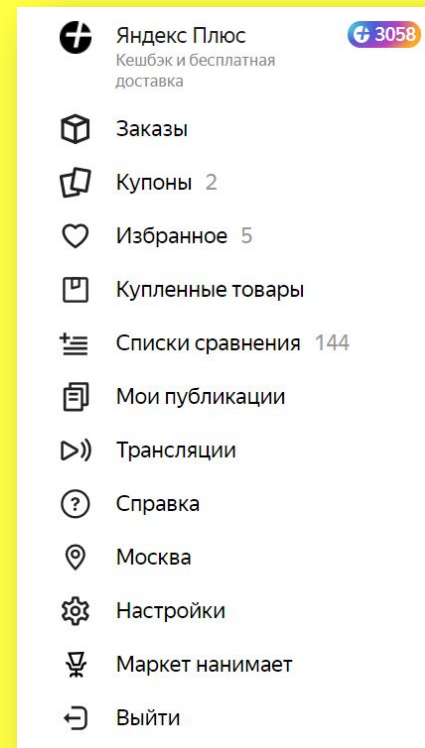 Яндекс Плюс 3058
Кешбэк и бесплатная
доставка
Заказы
Купоны 2
Избранное 5
Купленные товары
Списки сравнения 144
Мои публикации
Трансляции
Справка
Москва
Настройки
Маркет нанимает
Выйти